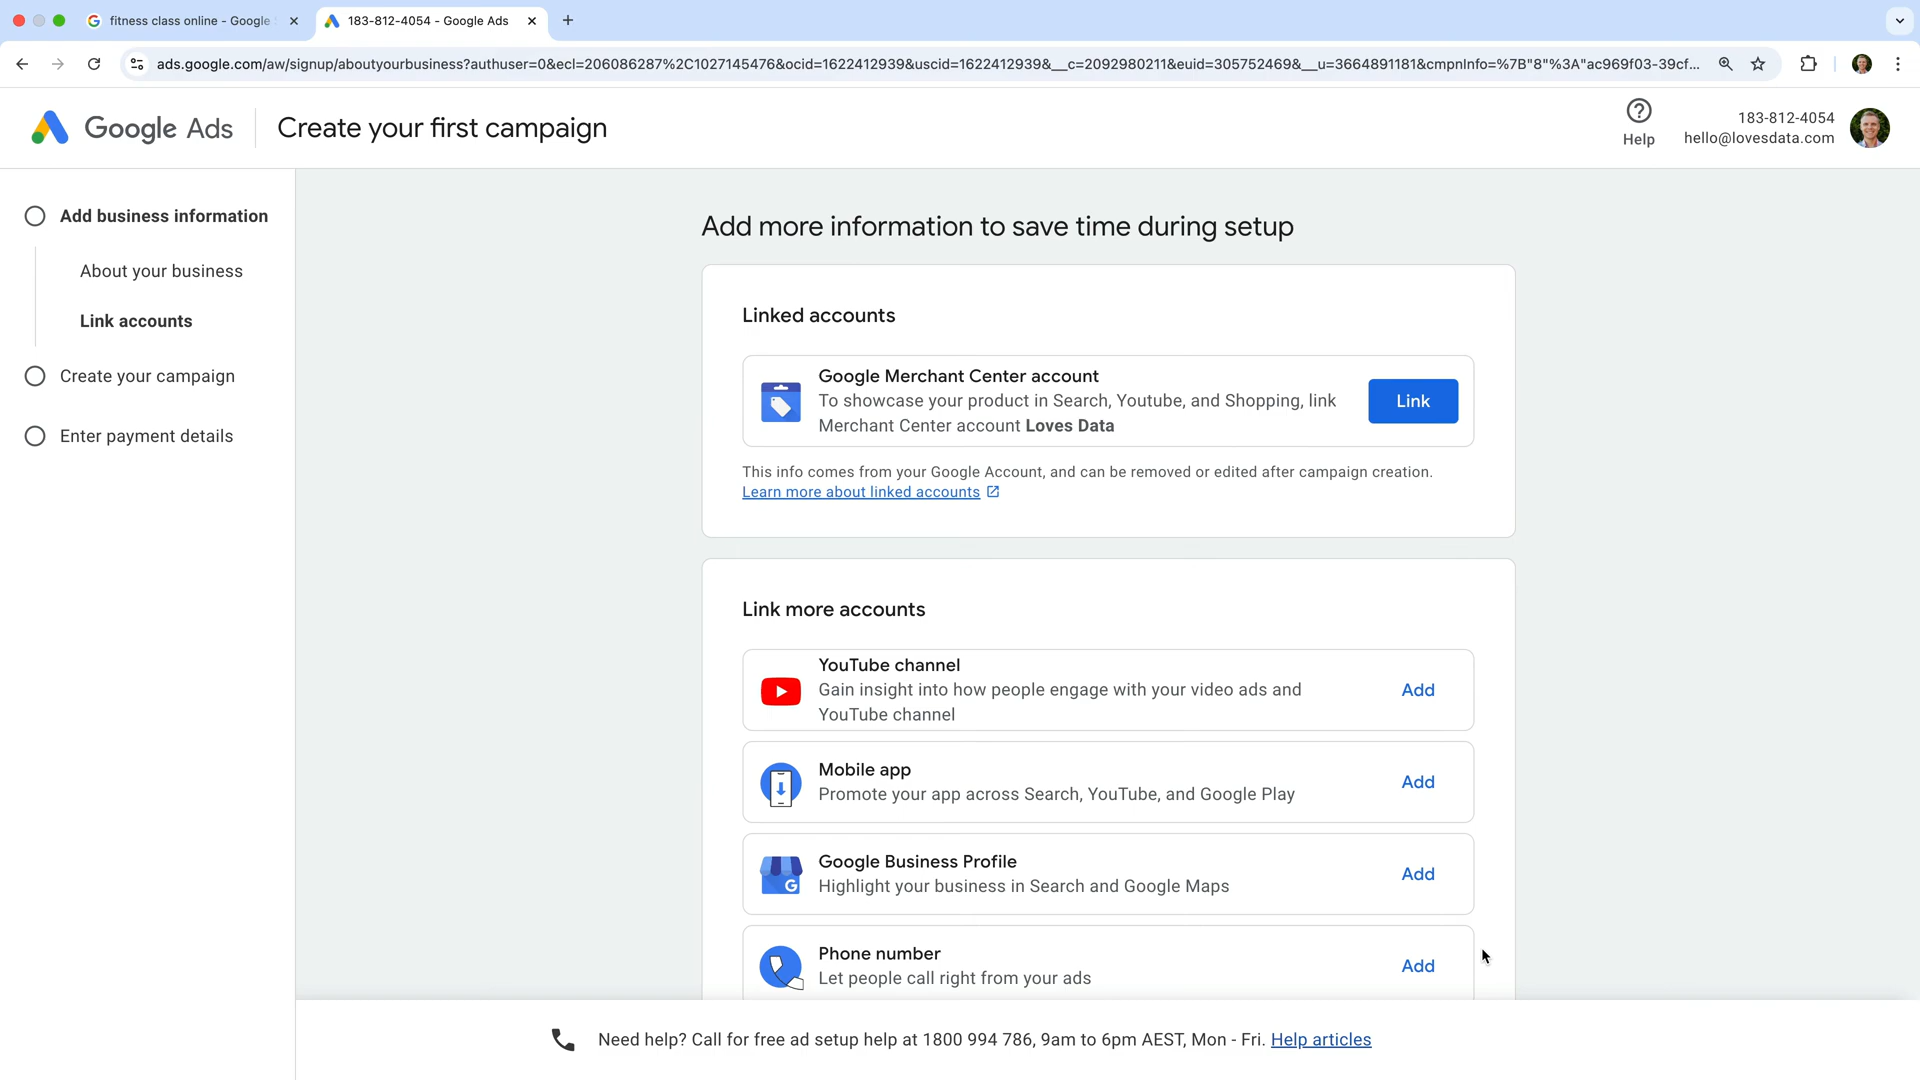 fitness class online - Google
183-812-4054 - Google Ads
ads.google.com/aw/signup/aboutyourbusiness?authuser=0&ecl=206086287%2C1027145476&ocid=1622412939&uscid=1622412939&__c=2092980211&euid=305752469&__u=3664891181&cmpnInfo=%7B"8"%3A"ac969f03-39cf...
Google Ads
Create your first campaign
Help
183-812-4054
hello@lovesdata.com
Add business information
About your business
Link accounts
Create your campaign
Enter payment details
Add more information to save time during setup
Linked accounts
Google Merchant Center account
To showcase your product in Search, Youtube, and Shopping, link
Merchant Center account Loves Data
Link
This info comes from your Google Account, and can be removed or edited after campaign creation.
Learn more about linked accounts
Link more accounts
YouTube channel
Gain insight into how people engage with your video ads and
YouTube channel
Add
Mobile app
Promote your app across Search, YouTube, and Google Play
Add
Google Business Profile
Highlight your business in Search and Google Maps
Add
Phone number
Let people call right from your ads
Add
Need help? Call for free ad setup help at 1800 994 786, 9am to 6pm AEST, Mon - Fri. Help articles